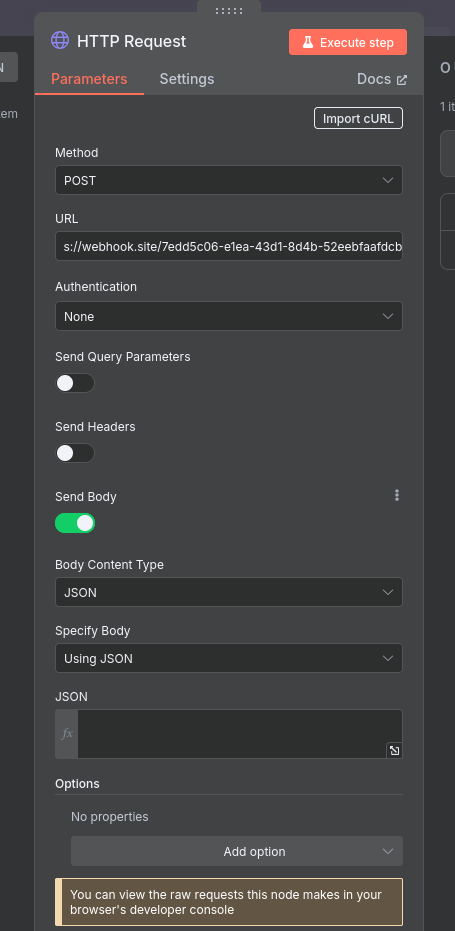 HTTP Request
Execute step
Parameters
Settings
Docs
Import cURL
Method
POST
URL
s://webhook.site/7edd5c06-e1ea-43d1-8d4b-52eebfaafdcb
Authentication
None
Send Query Parameters
Send Headers
Send Body
Body Content Type
JSON
Specify Body
Using JSON
JSON
fx
Options
No properties
Add option
You can view the raw requests this node makes in your
browser's developer console